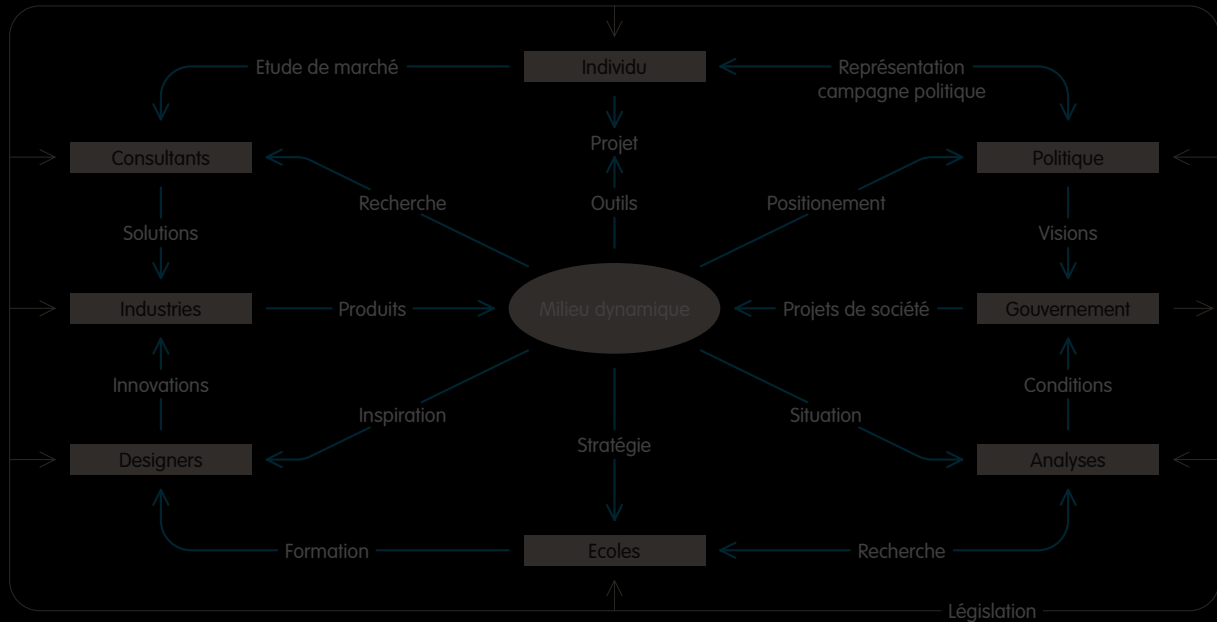 Individu
Etude de marché
Représentation
campagne politique
Projet
Consultants
Politique
Recherche
Outils
Positionement
Solutions
Visions
Industries
Produits
Milieu dynamique
Projets de société
Gouvernement
Innovations
Conditions
Inspiration
Situation
Stratégie
Designers
Analyses
Formation
Ecoles
Recherche
Législation